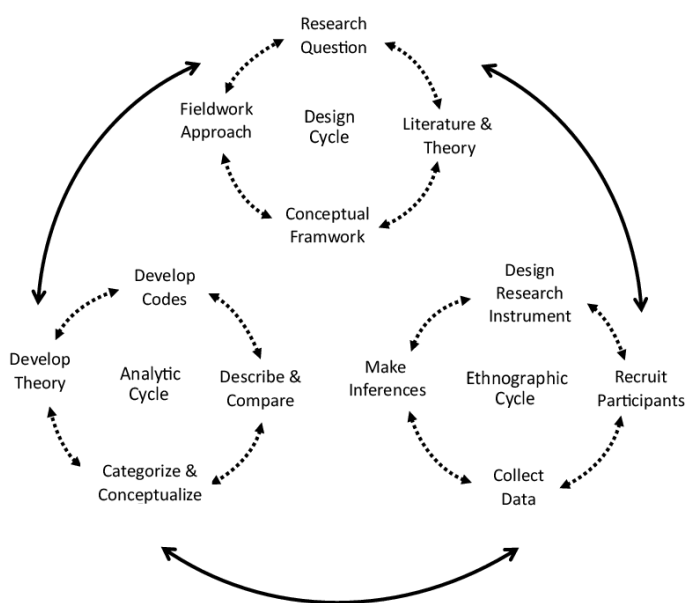 Research
Question
Fieldwork
Approach
Design
Cycle
Literature &
Theory
Conceptual
Framwork
Develop
Codes
Develop
Theory
Analytic
Cycle
Describe &
Compare
Categorize &
Conceptualize
Design
Research
Instrument
Make
Inferences
Ethnographic
Cycle
Recruit
Participants
Collect
Data